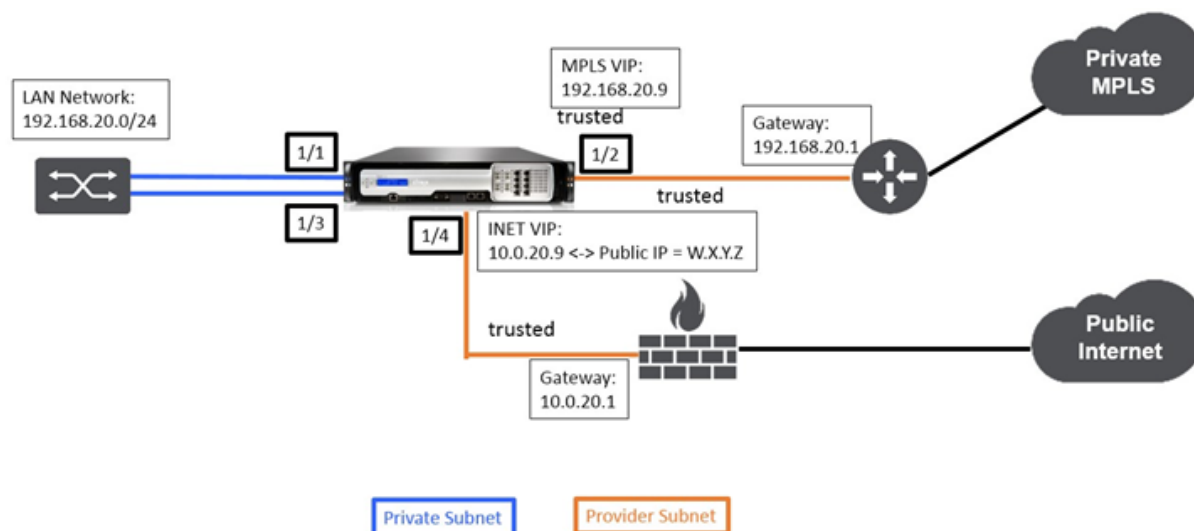 LAN Network:
192.168.20.0/24
1/1
1/3
1/4
MPLS VIP:
192.168.20.9
trusted
1/2
trusted
Gateway:
192.168.20.1
Private
MPLS
INET VIP:
10.0.20.9 <-> Public IP = W.X.Y.Z
trusted
Gateway:
10.0.20.1
Public
Internet
Private Subnet
Provider Subnet